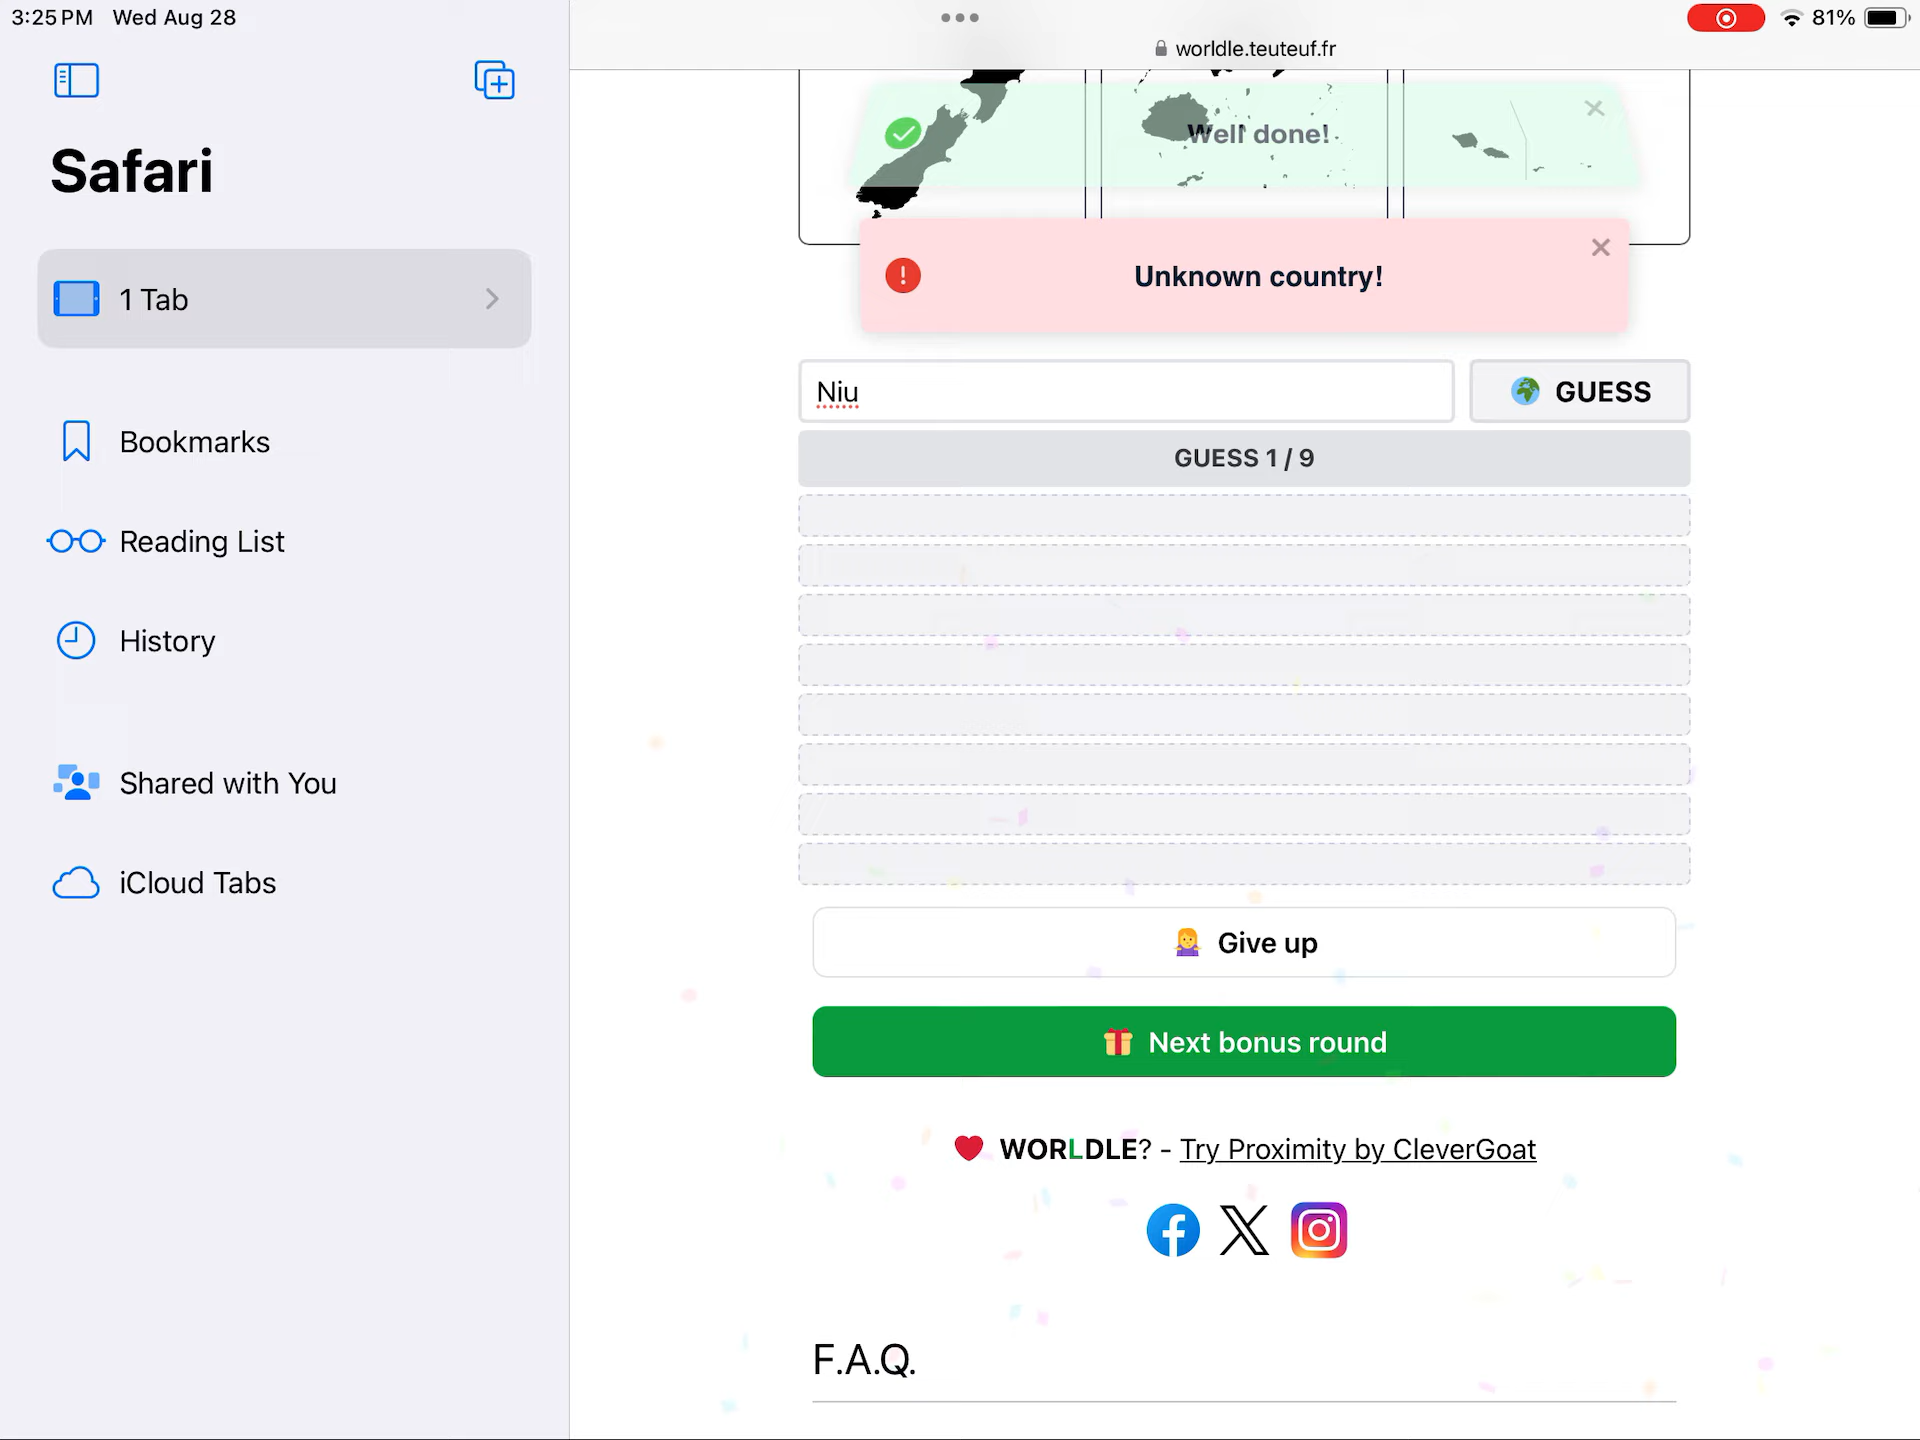 3:25 PM Wed Aug 28
81%
worldle.teuteuf.fr
Safari
1 Tab
Bookmarks
Reading List
History
Shared with You
iCloud Tabs
Well done!
Unknown country!
Niu
GUESS
GUESS 1 / 9
Give up
Next bonus round
WORLDLE? - Try Proximity by CleverGoat
F.A.Q.